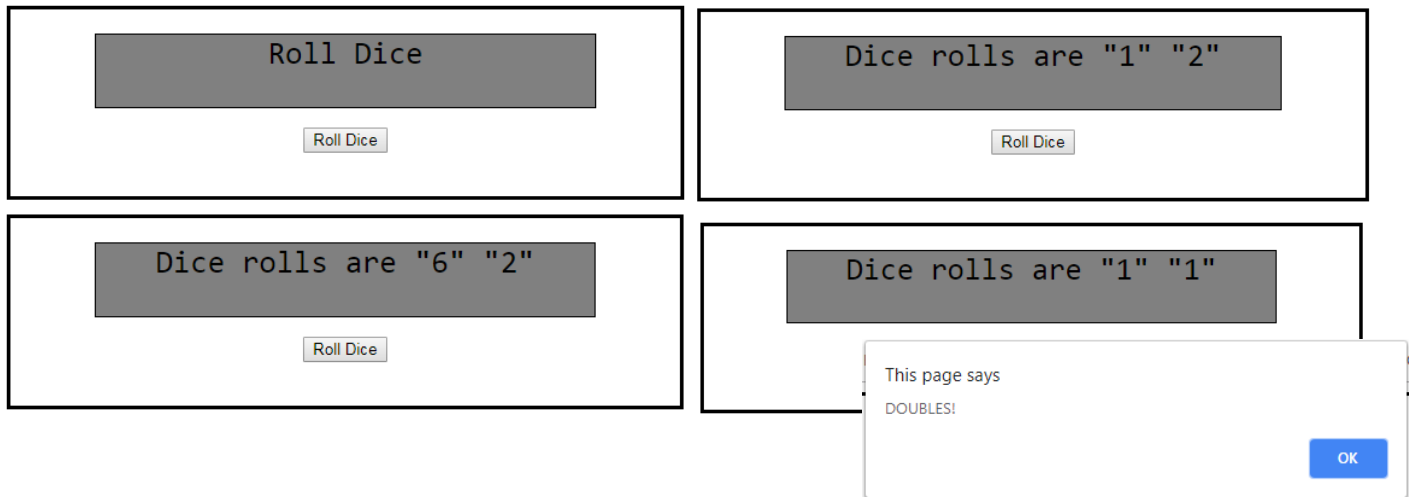 Roll Dice
Roll Dice
Dice rolls are "1" "2"
Roll Dice
Dice rolls are "6" "2"
Roll Dice
Dice rolls are "1" "1"
This page says
DOUBLES!
OK